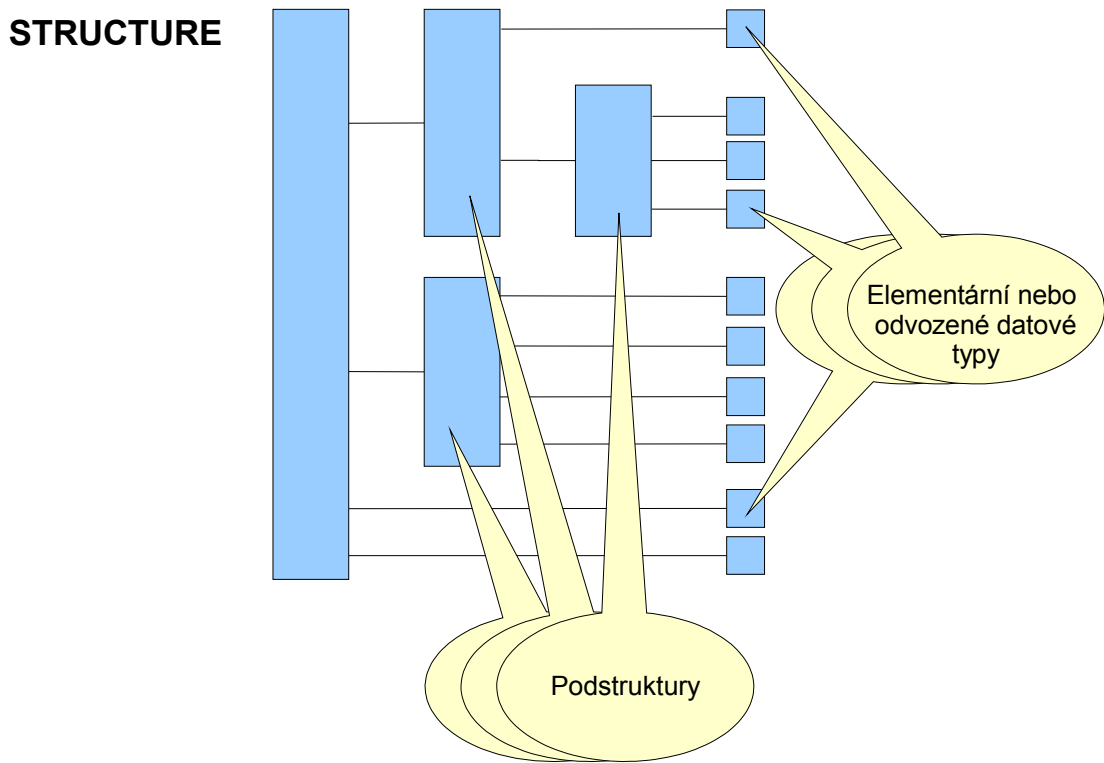 STRUCTURE
Elementární nebo
odvozené datové
typy
Podstruktury